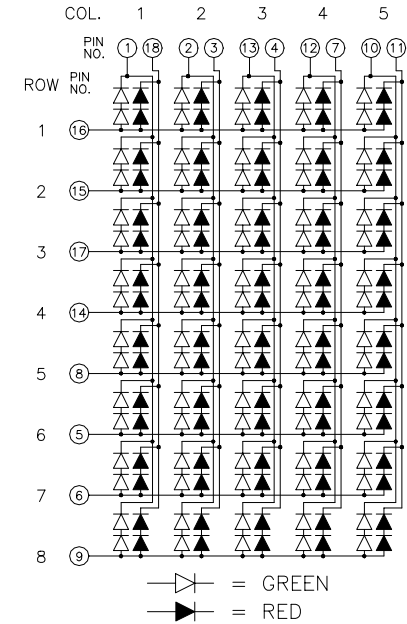 COL. 1 2 3 4 5
PIN NO. 1 18 2 3 13 4 12 7 10 11
ROW PIN NO.
1 16
2 15
3 17
4 14
5 8
6 5
7 6
8 9
= GREEN
= RED